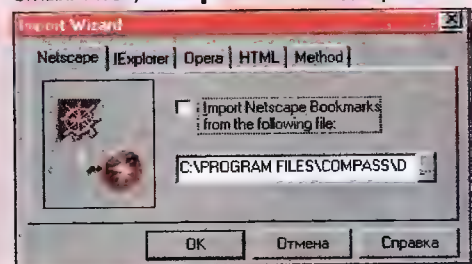 Import Wizard
Netscape IExplorer Opera HTML Method
Import Netscape Bookmarks
from the following file:
C:\PROGRAM FILES\COMPASS\D
OK Отмена Справка